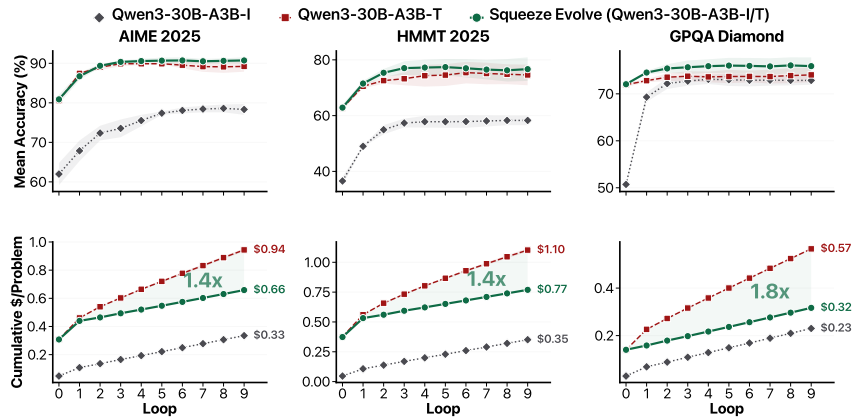 Qwen3-30B-A3B-I Qwen3-30B-A3B-T Squeeze Evolve (Qwen3-30B-A3B-I/T)
AIME 2025 HMMT 2025 GPQA Diamond
Mean Accuracy (%)
90
80
70
60
80
60
40
70
60
50
Cumulative $/Problem
1.0
0.8
0.6
0.4
0.2
$0.94
1.4x
$0.66
$0.33
0 1 2 3 4 5 6 7 8 9
Loop
1.00
0.75
0.50
0.25
0.00
$1.10
1.4x
$0.77
$0.35
0 1 2 3 4 5 6 7 8 9
Loop
0.4
0.2
$0.57
1.8x
$0.32
$0.23
0 1 2 3 4 5 6 7 8 9
Loop